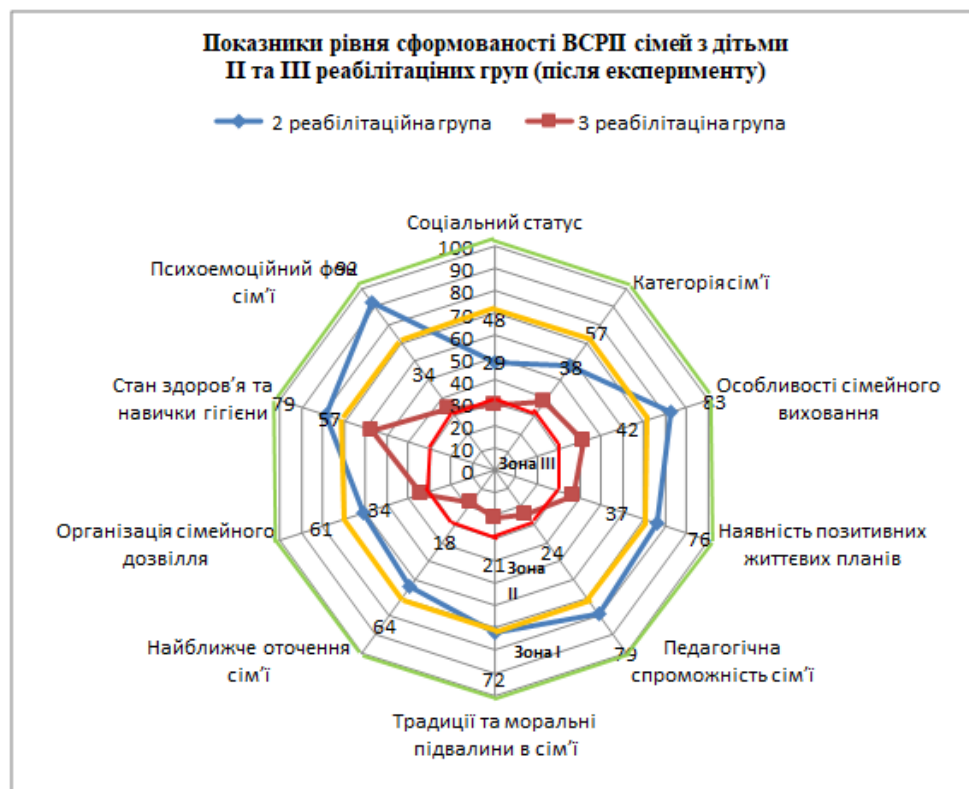 Показники рівня сформованості ВСРП сімей з дітьми
ІІ та ІІІ реабілітаціних груп (після експерименту)
2 реабілітаційна група
3 реабілітаціна група
Соціальний статус
100
90
80
70
60
50
40
30
20
10
0
48
29
Категорія сім'ї
57
38
Особливості сімейного
виховання
83
42
Наявність позитивних
життєвих планів
76
37
Педагогічна
спроможність сім'ї
79
24
Традиції та моральні
підвалини в сім'ї
72
21
Найближче оточення
сім'ї
64
18
Організація сімейного
дозвілля
61
34
Стан здоров'я та
навички гігієни
79
57
Психоемоційний фон
сім'ї
92
34
Зона ІІІ
Зона
ІІ
Зона І